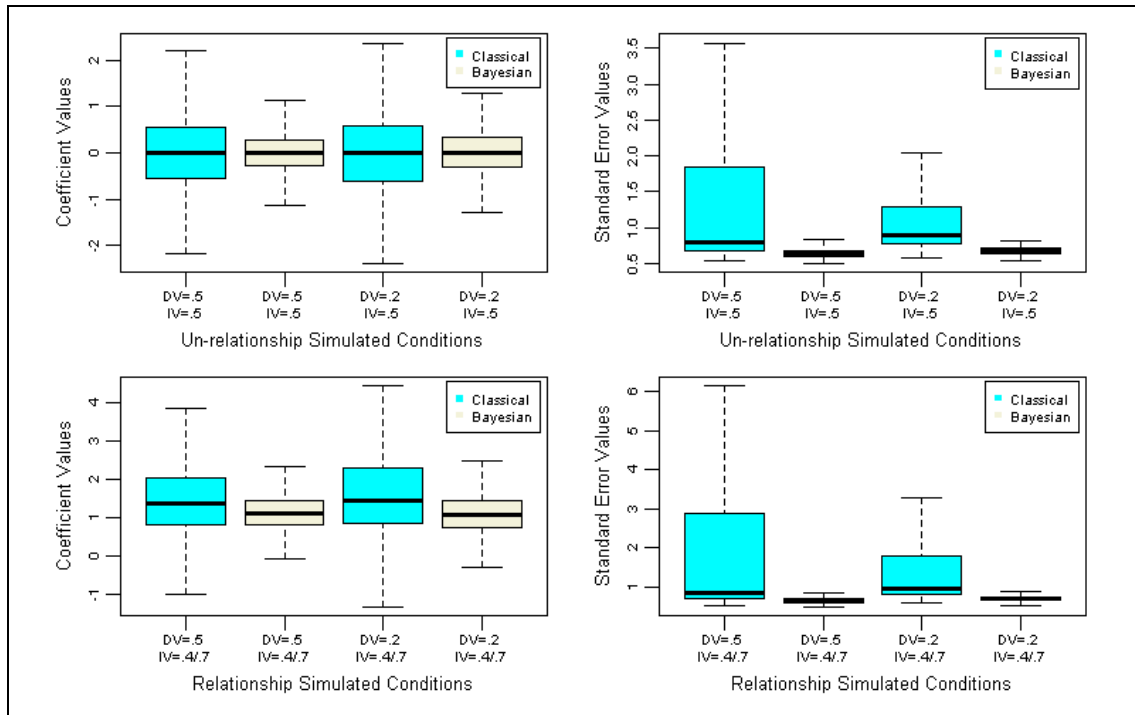 Coefficient Values
2
1
0
-1
-2
Classical
Bayesian
DV=.5 DV=.5 DV=.2 DV=.2
IV=.5 IV=.5 IV=.5 IV=.5
Un-relationship Simulated Conditions
Standard Error Values
3.5
3.0
2.5
2.0
1.5
1.0
0.5
Classical
Bayesian
DV=.5 DV=.5 DV=.2 DV=.2
IV=.5 IV=.5 IV=.5 IV=.5
Un-relationship Simulated Conditions
Coefficient Values
4
3
2
1
0
-1
Classical
Bayesian
DV=.5 DV=.5 DV=.2 DV=.2
IV=.4/.7 IV=.4/.7 IV=.4/.7 IV=.4/.7
Relationship Simulated Conditions
Standard Error Values
6
5
4
3
2
1
Classical
Bayesian
DV=.5 DV=.5 DV=.2 DV=.2
IV=.4/.7 IV=.4/.7 IV=.4/.7 IV=.4/.7
Relationship Simulated Conditions